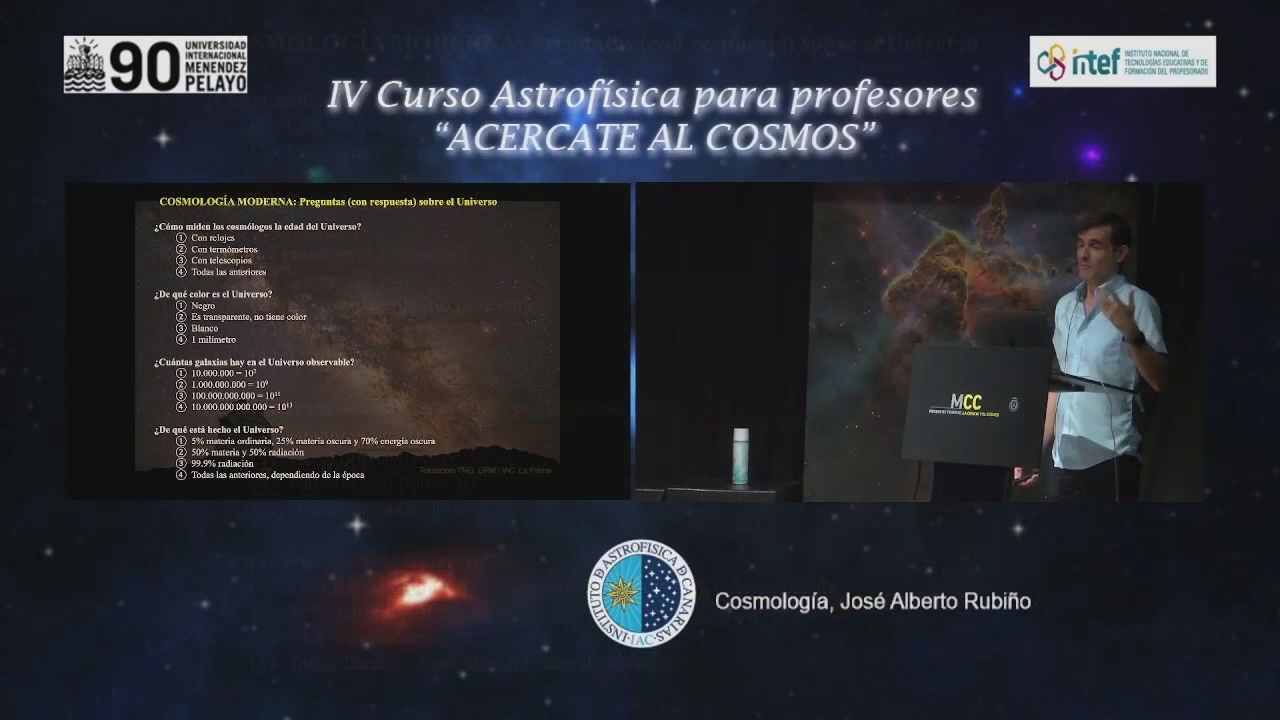 90
UNIVERSIDAD
INTERNACIONAL
MENENDEZ
PELAYO
intef
INSTITUTO NACIONAL DE
TECNOLOGÍAS EDUCATIVAS Y DE
FORMACIÓN DEL PROFESORADO
IV Curso Astrofísica para profesores
“ACERCATE AL COSMOS”
COSMOLOGÍA MODERNA: Preguntas (con respuesta) sobre el Universo
¿Cómo miden los cosmólogos la edad del Universo?
① Con relojes
② Con termómetros
③ Con telescopios
④ Todas las anteriores
¿De qué color es el Universo?
① Negro
② Es transparente, no tiene color
③ Blanco
④ 1 milímetro
¿Cuántas galaxias hay en el Universo observable?
① 10.000.000 = 10⁷
② 1.000.000.000 = 10⁹
③ 100.000.000.000 = 10¹¹
④ 10.000.000.000.000 = 10¹³
¿De qué está hecho el Universo?
① 5% materia ordinaria, 25% materia oscura y 70% energía oscura
② 50% materia y 50% radiación
③ 99.9% radiación
④ Todas las anteriores, dependiendo de la época
Telescopio TNG. ORM / IAC. La Palma
MCC
INSTITUTO D ASTROFISICA D CANARIAS
·IAC·
Cosmología, José Alberto Rubiño